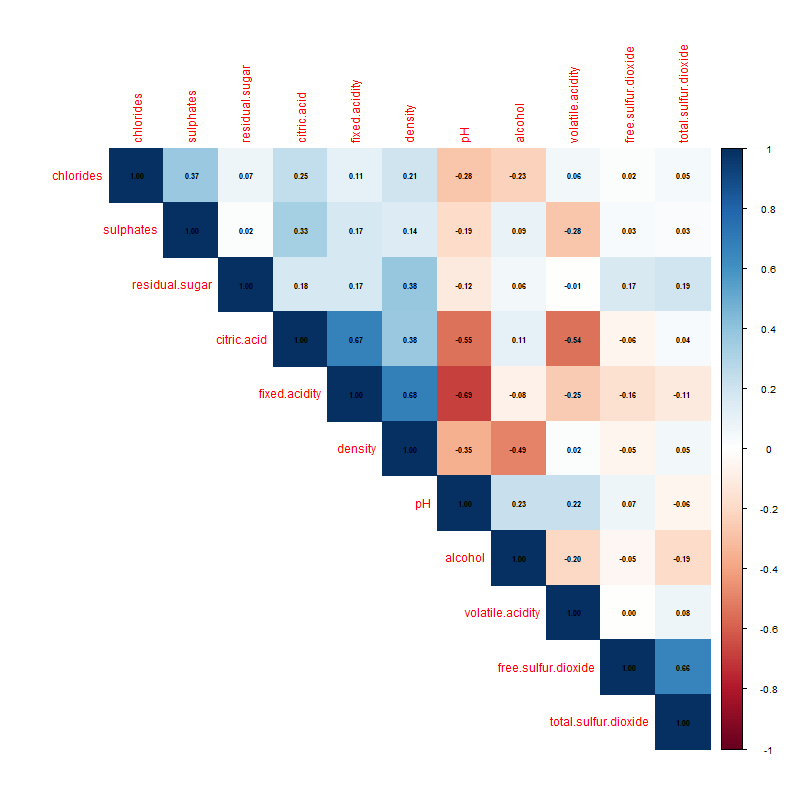 chlorides sulphates residual.sugar citric.acid fixed.acidity density pH alcohol volatile.acidity free.sulfur.dioxide total.sulfur.dioxide
chlorides 1.00 0.37 0.07 0.25 0.11 0.21 -0.28 -0.23 0.06 0.02 0.05
sulphates 1.00 0.02 0.33 0.17 0.14 -0.19 0.09 -0.28 0.03 0.03
residual.sugar 1.00 0.18 0.17 0.38 -0.12 0.06 -0.01 0.17 0.19
citric.acid 1.00 0.67 0.38 -0.55 0.11 -0.54 -0.06 0.04
fixed.acidity 1.00 0.68 -0.69 -0.08 -0.25 -0.16 -0.11
density 1.00 -0.35 -0.49 0.02 -0.05 0.05
pH 1.00 0.23 0.22 0.07 -0.06
alcohol 1.00 -0.20 -0.05 -0.19
volatile.acidity 1.00 0.00 0.08
free.sulfur.dioxide 1.00 0.66
total.sulfur.dioxide 1.00
1
0.8
0.6
0.4
0.2
0
-0.2
-0.4
-0.6
-0.8
-1